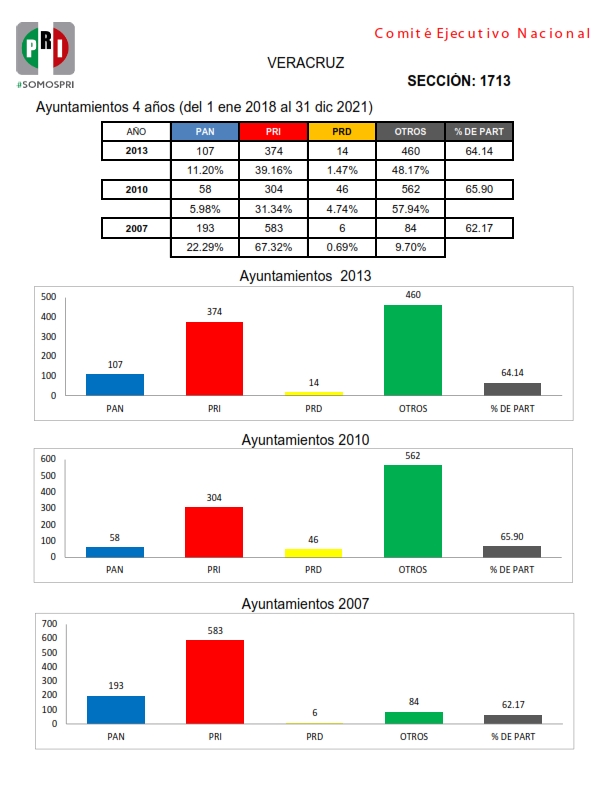 Comité Ejecutivo Nacional
PRI
#SOMOSPRI
VERACRUZ
SECCIÓN: 1713
Ayuntamientos 4 años (del 1 ene 2018 al 31 dic 2021)
AÑO PAN PRI PRD OTROS % DE PART
2013 107 374 14 460 64.14
11.20% 39.16% 1.47% 48.17%
2010 58 304 46 562 65.90
5.98% 31.34% 4.74% 57.94%
2007 193 583 6 84 62.17
22.29% 67.32% 0.69% 9.70%
Ayuntamientos 2013
500
400
300
200
100
0
107 374 14 460 64.14
PAN PRI PRD OTROS % DE PART
Ayuntamientos 2010
600
500
400
300
200
100
0
58 304 46 562 65.90
PAN PRI PRD OTROS % DE PART
Ayuntamientos 2007
700
600
500
400
300
200
100
0
193 583 6 84 62.17
PAN PRI PRD OTROS % DE PART